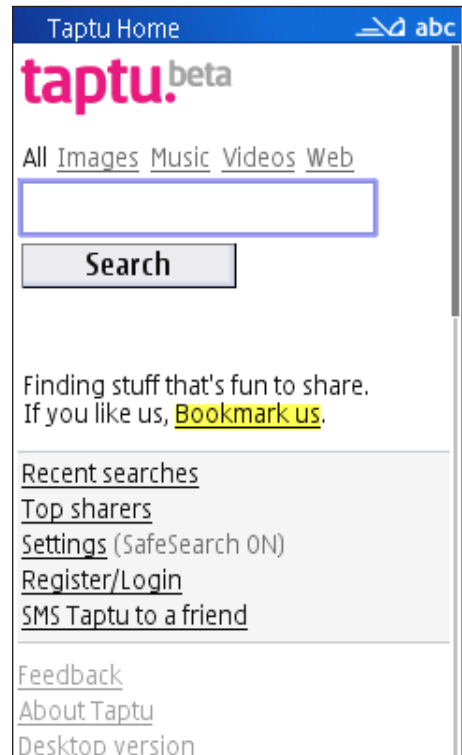 Taptu Home abc
taptu.beta
All Images Music Videos Web
Search
Finding stuff that's fun to share.
If you like us, Bookmark us.
Recent searches
Top sharers
Settings (SafeSearch ON)
Register/Login
SMS Taptu to a friend
Feedback
About Taptu
Desktop version